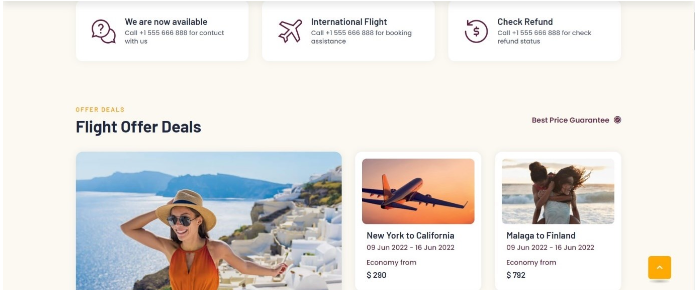 We are now available
Call +1 555 666 888 for contuct
with us
International Flight
Call +1 555 666 888 for booking
assistance
Check Refund
Call +1 555 666 888 for check
refund status
OFFER DEALS
Flight Offer Deals
Best Price Guarantee
New York to California
09 Jun 2022 - 16 Jun 2022
Economy from
$ 290
Malaga to Finland
09 Jun 2022 - 16 Jun 2022
Economy from
$ 792